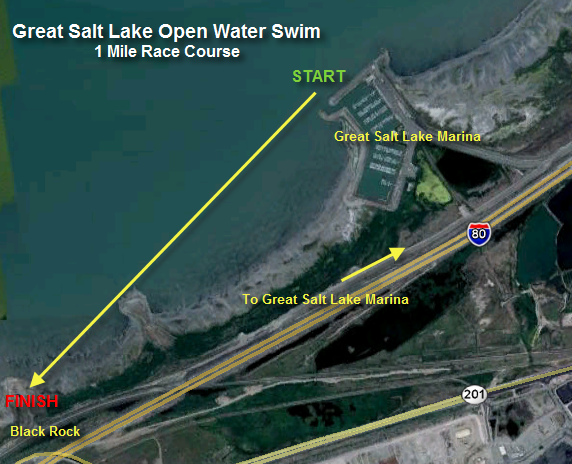 Great Salt Lake Open Water Swim
1 Mile Race Course
START
Great Salt Lake Marina
80
To Great Salt Lake Marina
201
FINISH
Black Rock